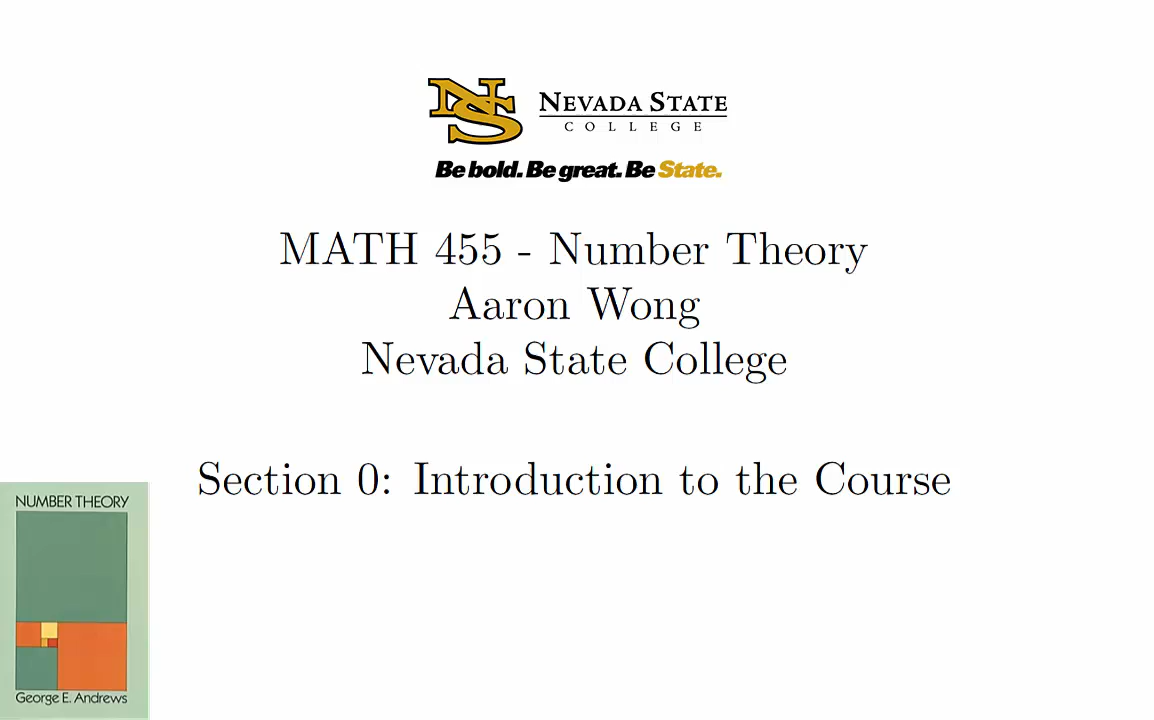 NS
NEVADA STATE
COLLEGE
Be bold. Be great. Be State.
MATH 455 - Number Theory
Aaron Wong
Nevada State College
Section 0: Introduction to the Course
NUMBER THEORY
George E. Andrews